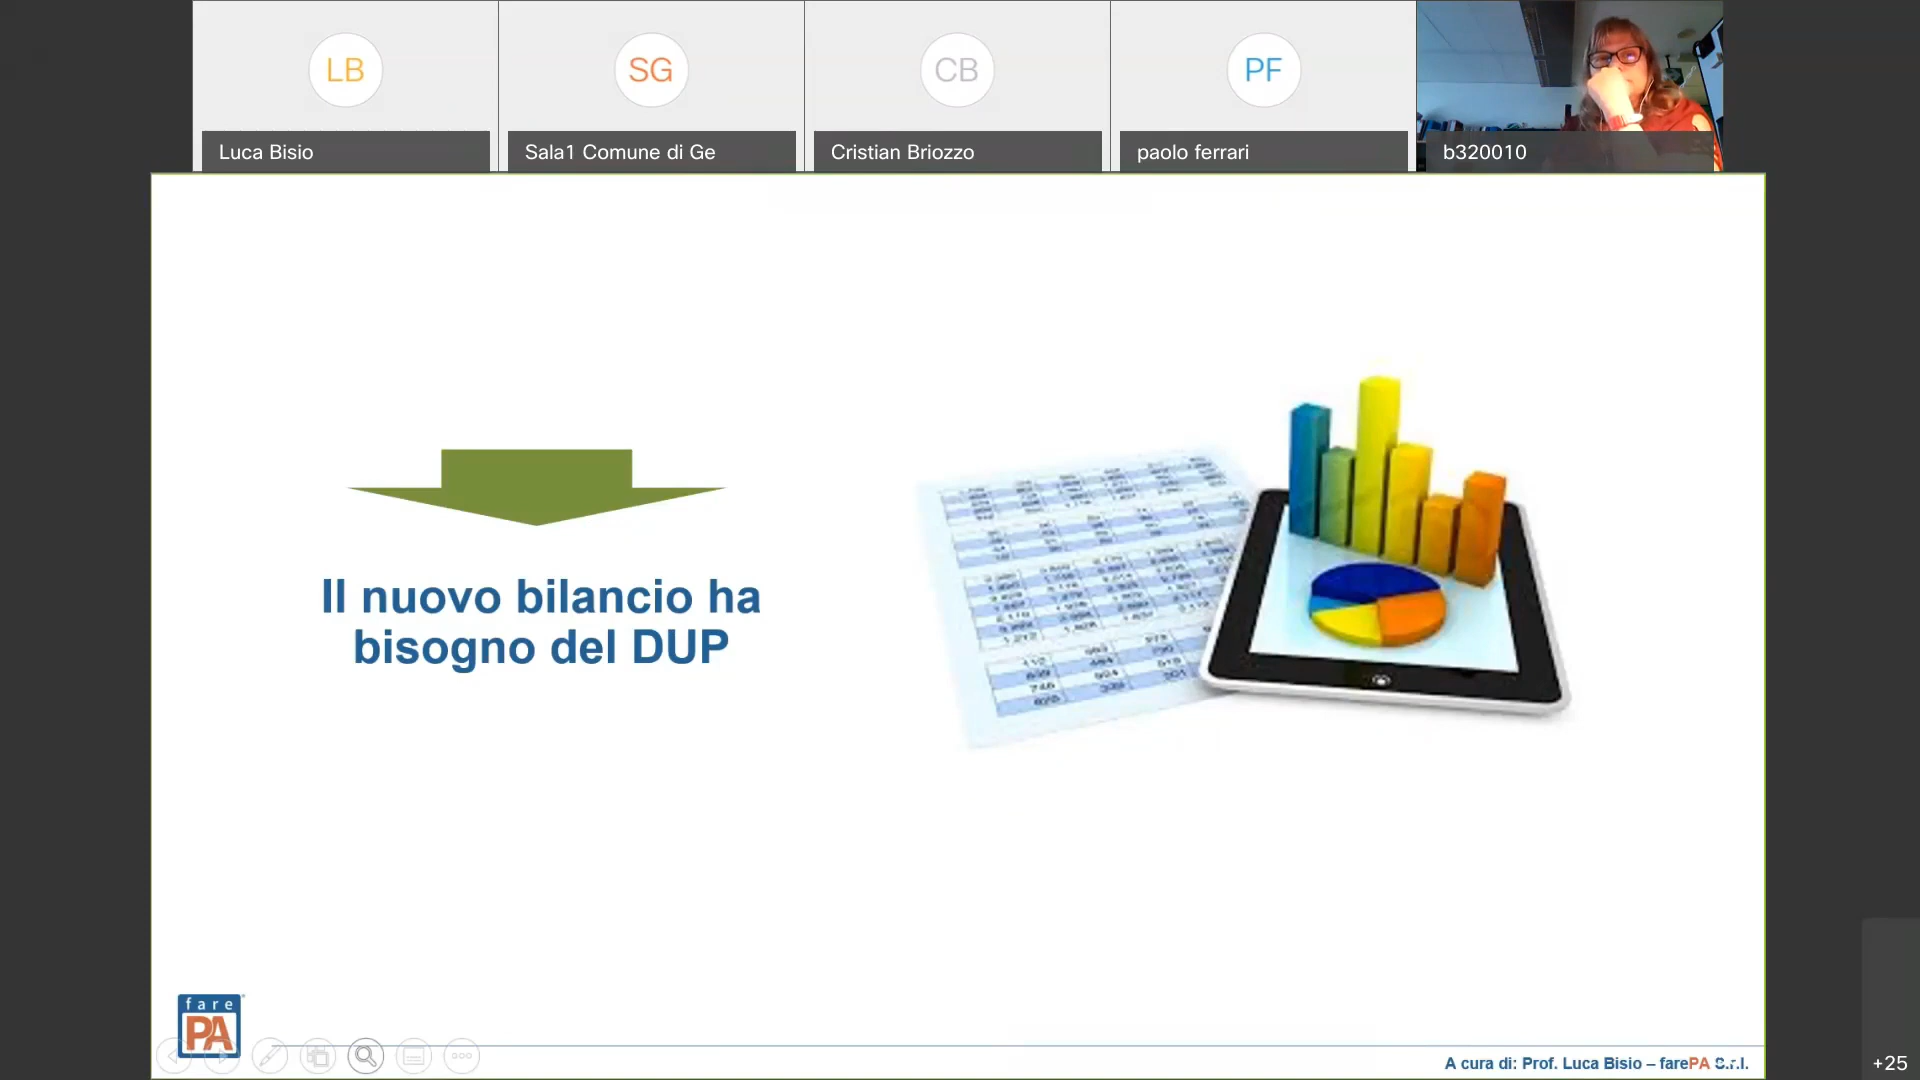 LB
SG
CB
PF
Luca Bisio
Sala1 Comune di Ge
Cristian Briozzo
paolo ferrari
b320010
Il nuovo bilancio ha
bisogno del DUP
fare
PA
A cura di: Prof. Luca Bisio – farePA S.r.l.
+25